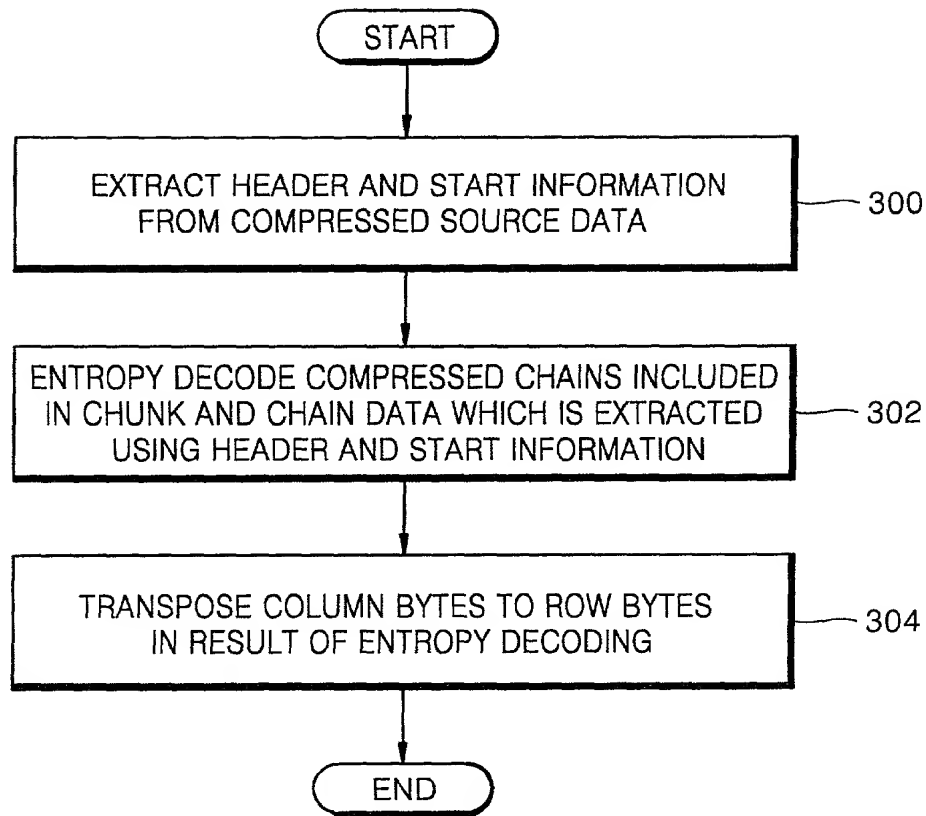 START
EXTRACT HEADER AND START INFORMATION
FROM COMPRESSED SOURCE DATA
300
ENTROPY DECODE COMPRESSED CHAINS INCLUDED
IN CHUNK AND CHAIN DATA WHICH IS EXTRACTED
USING HEADER AND START INFORMATION
302
TRANSPOSE COLUMN BYTES TO ROW BYTES
IN RESULT OF ENTROPY DECODING
304
END